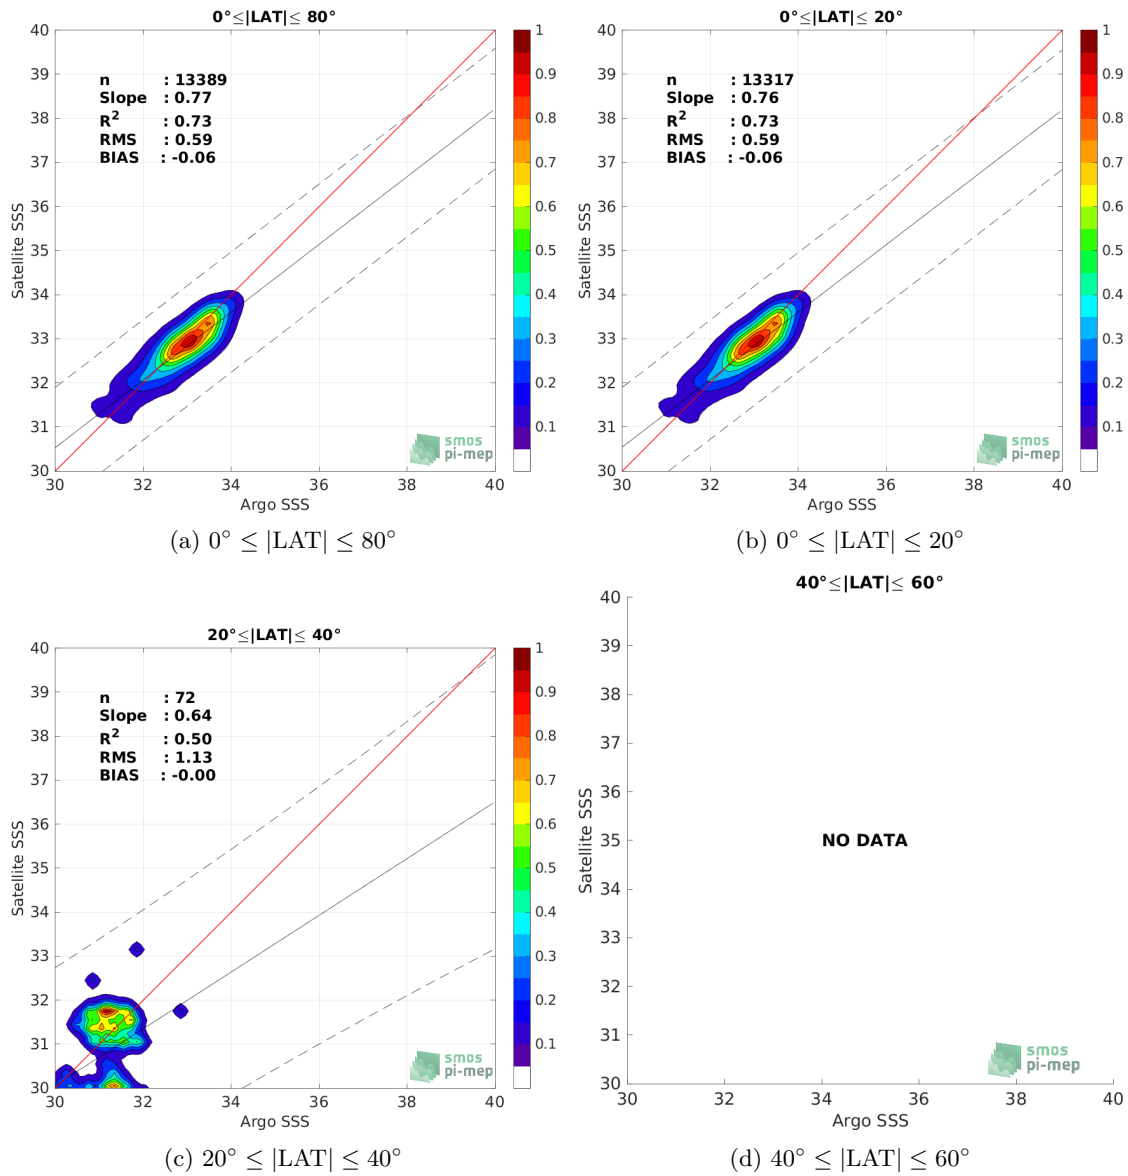 0°≤|LAT|≤ 80°
40
39
38
37
36
35
34
33
32
31
30
30
32
34
36
38
40
Satellite SSS
Argo SSS
n : 13389
Slope : 0.77
R² : 0.73
RMS : 0.59
BIAS : -0.06
1
0.9
0.8
0.7
0.6
0.5
0.4
0.3
0.2
0.1
smos
pi-mep
(a) 0° ≤ |LAT| ≤ 80°
0°≤|LAT|≤ 20°
40
39
38
37
36
35
34
33
32
31
30
30
32
34
36
38
40
Satellite SSS
Argo SSS
n : 13317
Slope : 0.76
R² : 0.73
RMS : 0.59
BIAS : -0.06
1
0.9
0.8
0.7
0.6
0.5
0.4
0.3
0.2
0.1
smos
pi-mep
(b) 0° ≤ |LAT| ≤ 20°
20°≤|LAT|≤ 40°
40
39
38
37
36
35
34
33
32
31
30
30
32
34
36
38
40
Satellite SSS
Argo SSS
n : 72
Slope : 0.64
R² : 0.50
RMS : 1.13
BIAS : -0.00
1
0.9
0.8
0.7
0.6
0.5
0.4
0.3
0.2
0.1
smos
pi-mep
(c) 20° ≤ |LAT| ≤ 40°
40°≤|LAT|≤ 60°
40
39
38
37
36
35
34
33
32
31
30
30
32
34
36
38
40
Satellite SSS
Argo SSS
NO DATA
smos
pi-mep
(d) 40° ≤ |LAT| ≤ 60°